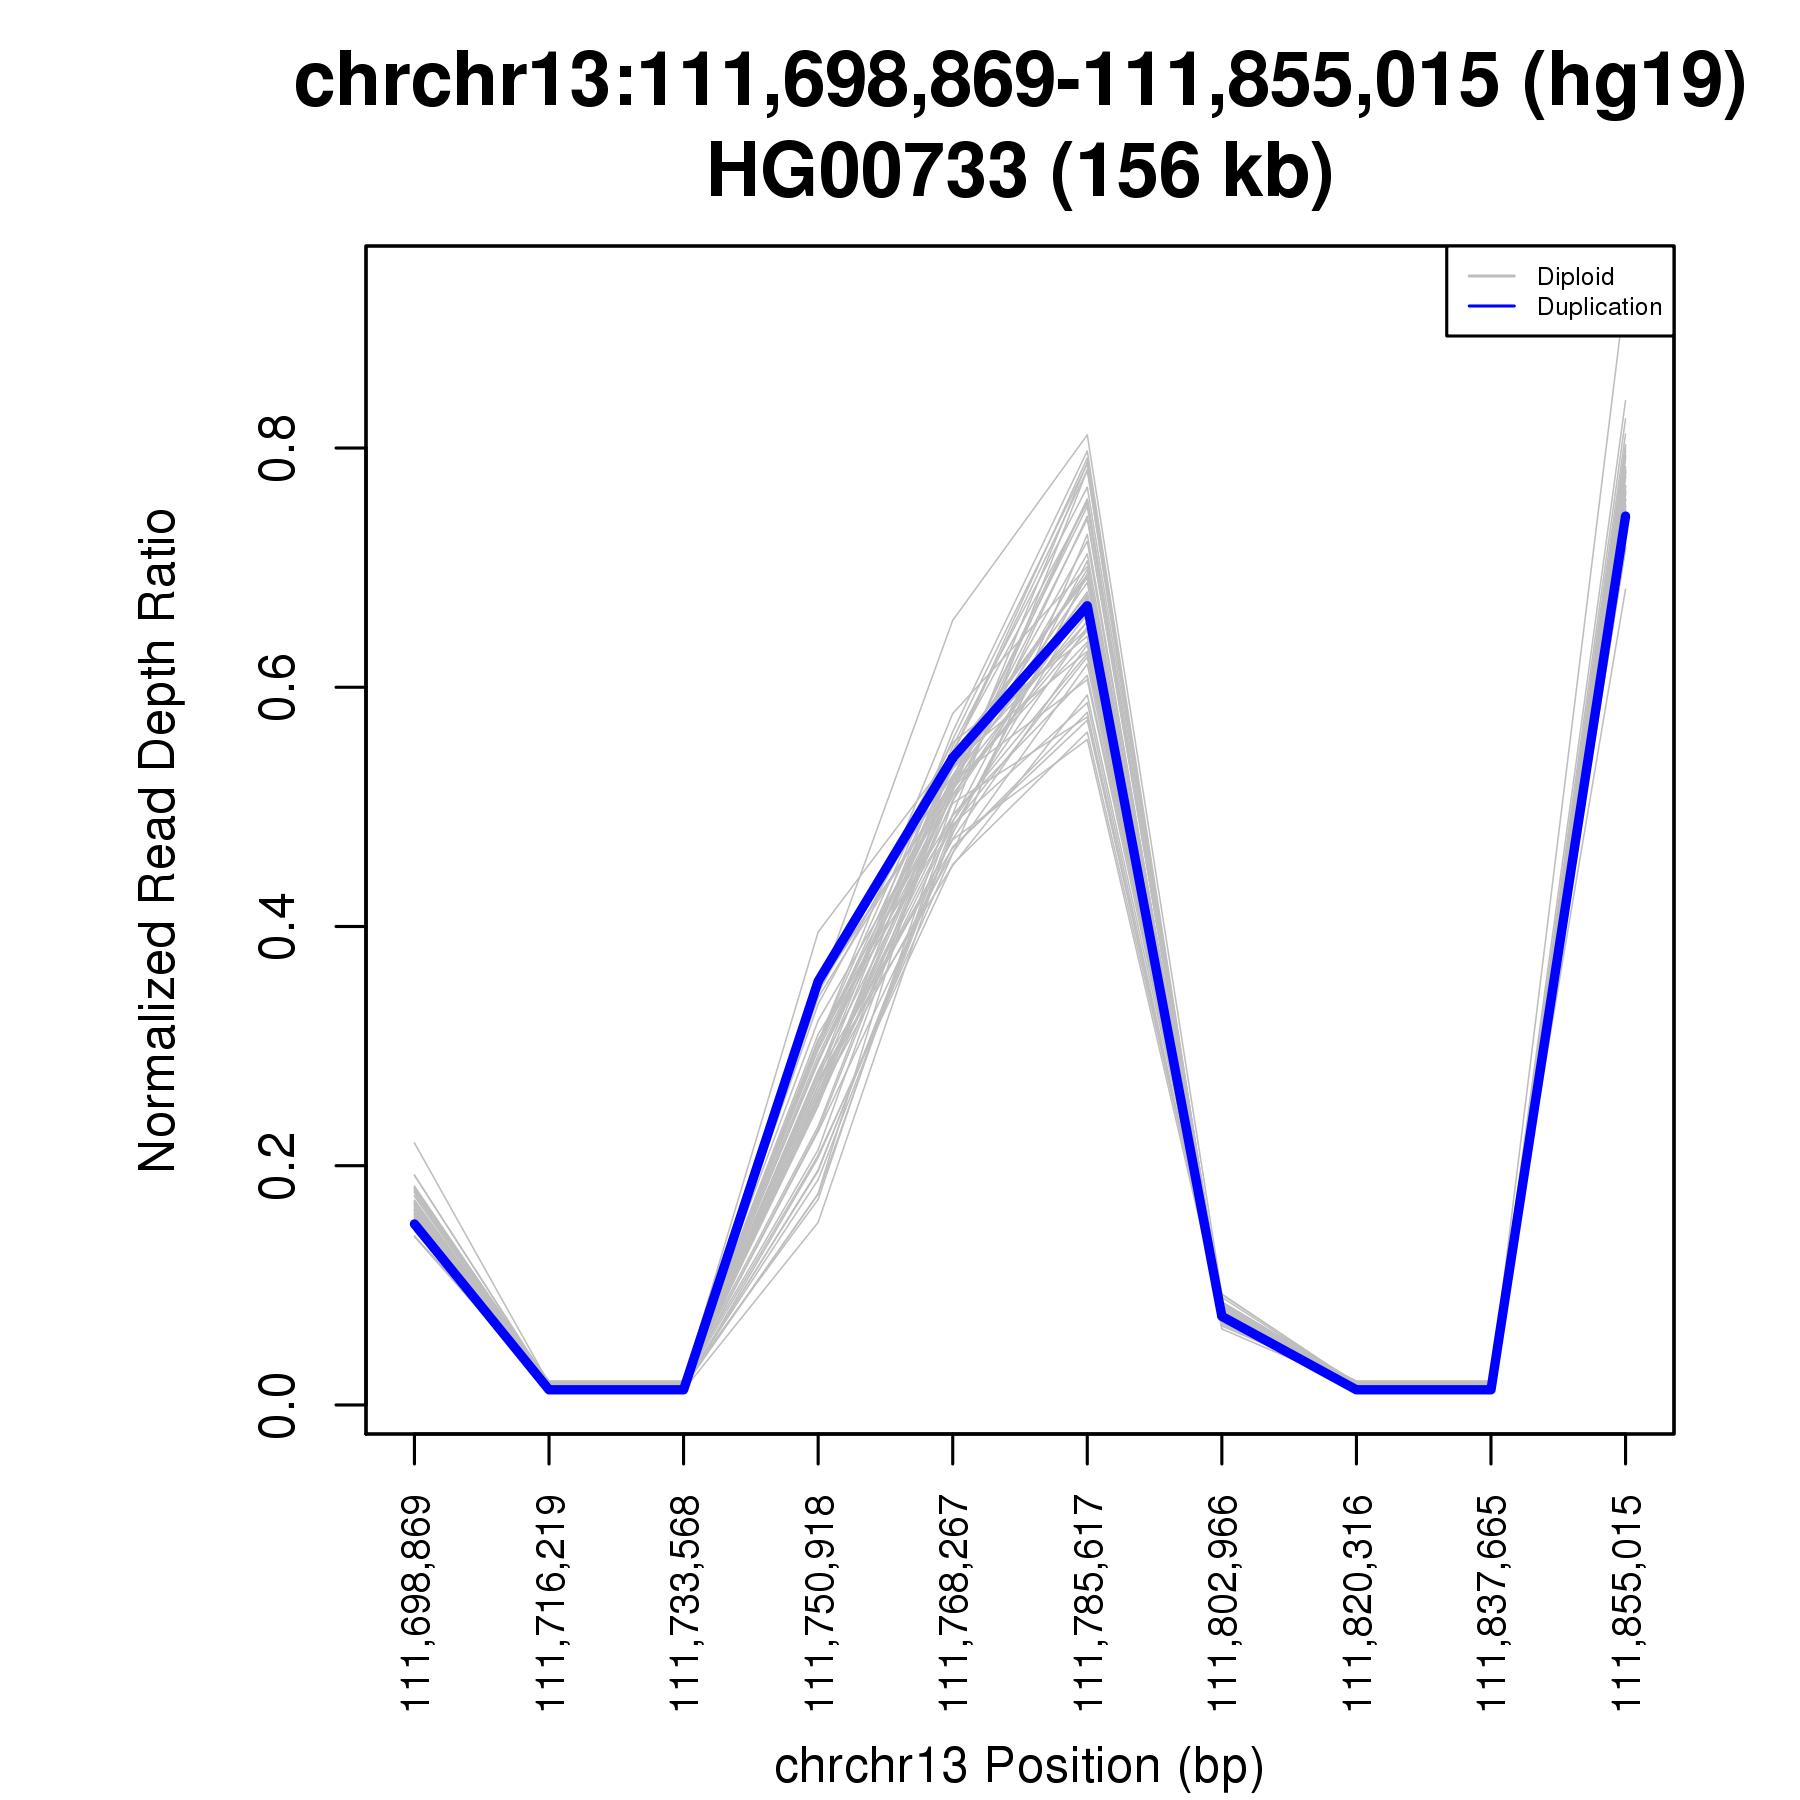 chrchr13:111,698,869-111,855,015 (hg19)
HG00733 (156 kb)
Diploid
Duplication
Normalized Read Depth Ratio
0.8
0.6
0.4
0.2
0.0
111,698,869
111,716,219
111,733,568
111,750,918
111,768,267
111,785,617
111,802,966
111,820,316
111,837,665
111,855,015
chrchr13 Position (bp)